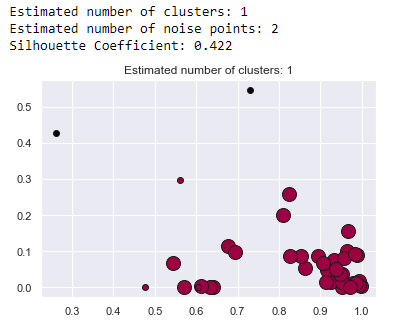 Estimated number of clusters: 1
Estimated number of noise points: 2
Silhouette Coefficient: 0.422
Estimated number of clusters: 1
0.5
0.4
0.3
0.2
0.1
0.0
0.3 0.4 0.5 0.6 0.7 0.8 0.9 1.0